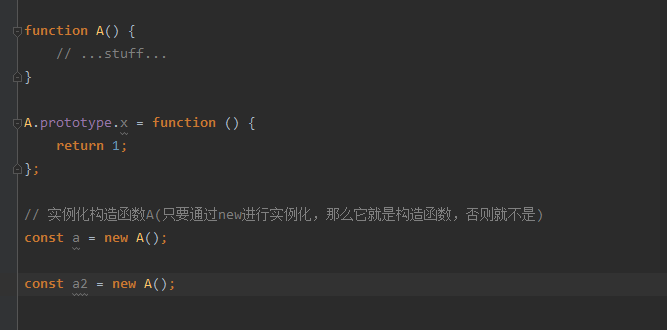 function A() {
// ...stuff...
}
A.prototype.x = function () {
return 1;
};
// 实例化构造函数A(只要通过new进行实例化，那么它就是构造函数，否则就不是)
const a = new A();
const a2 = new A();